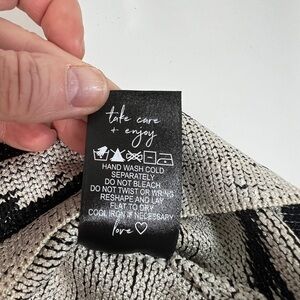 take care
+ enjoy
HAND WASH COLD
SEPARATELY
DO NOT BLEACH
DO NOT TWIST OR WRING
RESHAPE AND LAY
FLAT TO DRY
COOL IRON IF NECESSARY
love